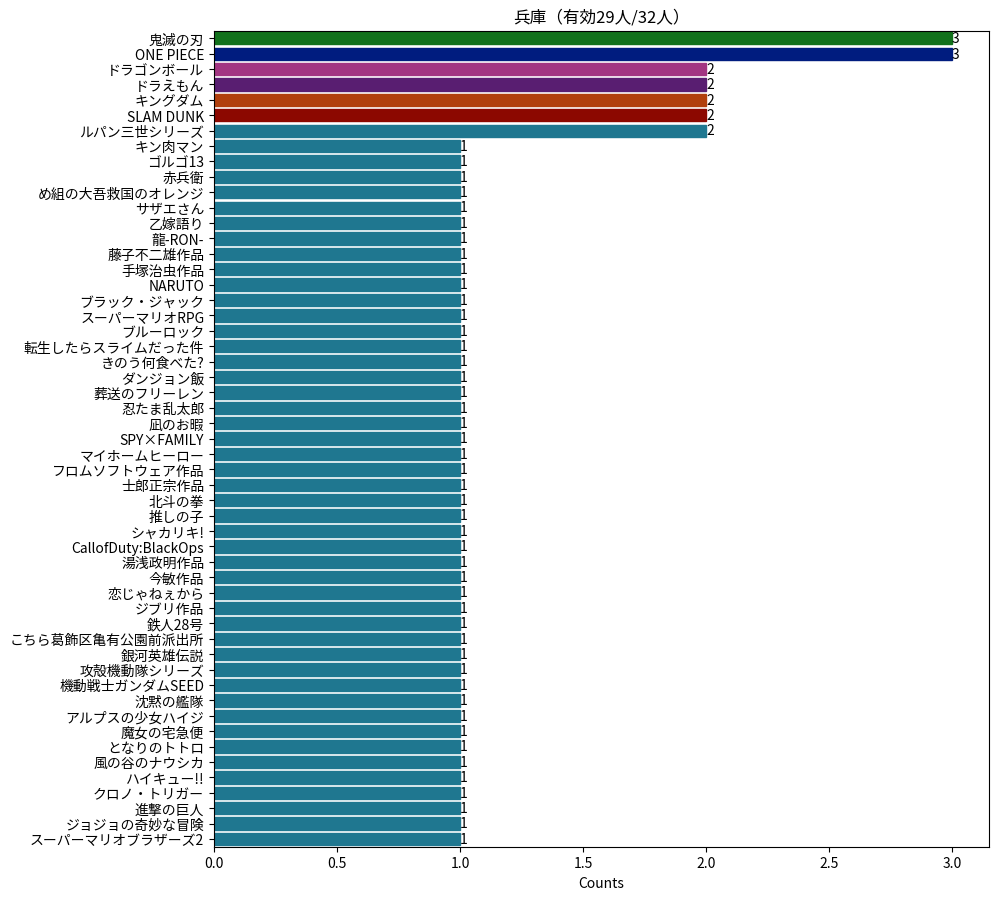 兵庫（有効29人/32人）
鬼滅の刃 3
ONE PIECE 3
ドラゴンボール 2
ドラえもん 2
キングダム 2
SLAM DUNK 2
ルパン三世シリーズ 2
キン肉マン 1
ゴルゴ13 1
赤兵衛 1
め組の大吾救国のオレンジ 1
サザエさん 1
乙嫁語り 1
龍-RON- 1
藤子不二雄作品 1
手塚治虫作品 1
NARUTO 1
ブラック・ジャック 1
スーパーマリオRPG 1
ブルーロック 1
転生したらスライムだった件 1
きのう何食べた? 1
ダンジョン飯 1
葬送のフリーレン 1
忍たま乱太郎 1
凪のお暇 1
SPY×FAMILY 1
マイホームヒーロー 1
フロムソフトウェア作品 1
士郎正宗作品 1
北斗の拳 1
推しの子 1
シャカリキ! 1
CallofDuty:BlackOps 1
湯浅政明作品 1
今敏作品 1
恋じゃねぇから 1
ジブリ作品 1
鉄人28号 1
こちら葛飾区亀有公園前派出所 1
銀河英雄伝説 1
攻殻機動隊シリーズ 1
機動戦士ガンダムSEED 1
沈黙の艦隊 1
アルプスの少女ハイジ 1
魔女の宅急便 1
となりのトトロ 1
風の谷のナウシカ 1
ハイキュー!! 1
クロノ・トリガー 1
進撃の巨人 1
ジョジョの奇妙な冒険 1
スーパーマリオブラザーズ2 1
0.0 0.5 1.0 1.5 2.0 2.5 3.0
Counts